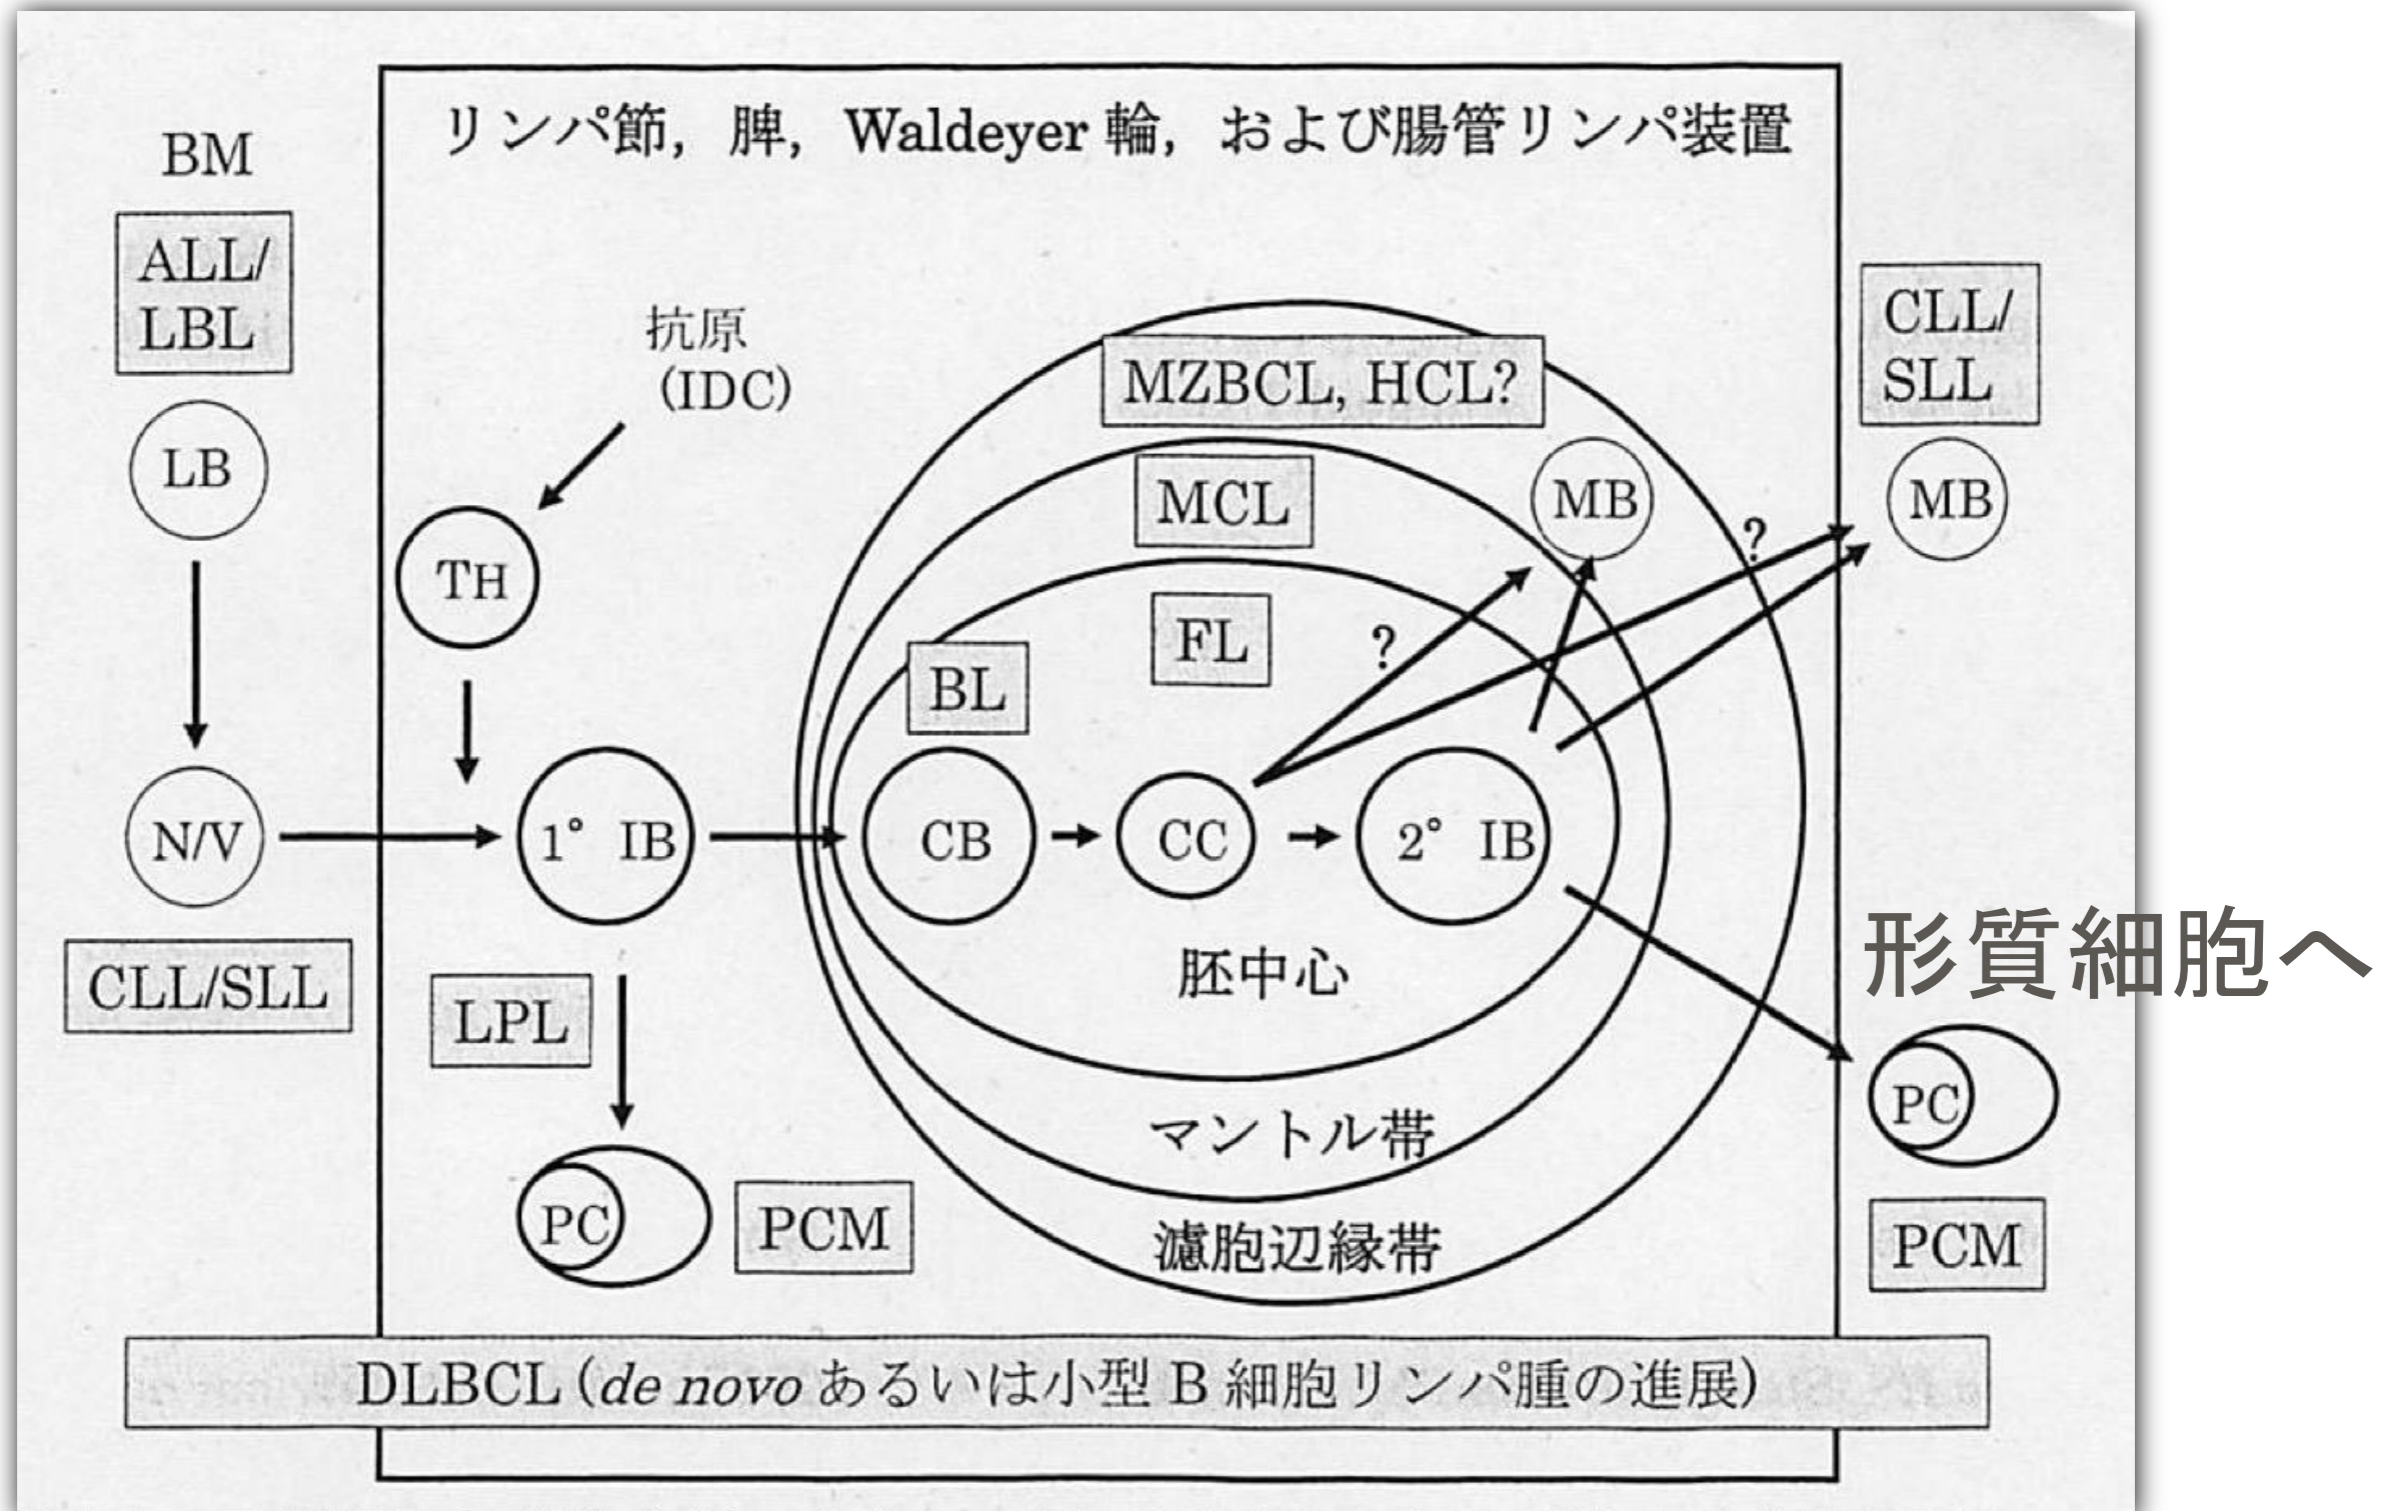 リンパ節，脾，Waldeyer 輪，および腸管リンパ装置
BM
ALL/
LBL
LB
N/V
CLL/SLL
抗原
(IDC)
TH
1° IB
LPL
PC
PCM
MZBCL, HCL?
MCL
FL
BL
CB
CC
2° IB
MB
?
?
胚中心
マントル帯
濾胞辺縁帯
CLL/
SLL
MB
形質細胞へ
PC
PCM
DLBCL (de novo あるいは小型 B 細胞リンパ腫の進展)